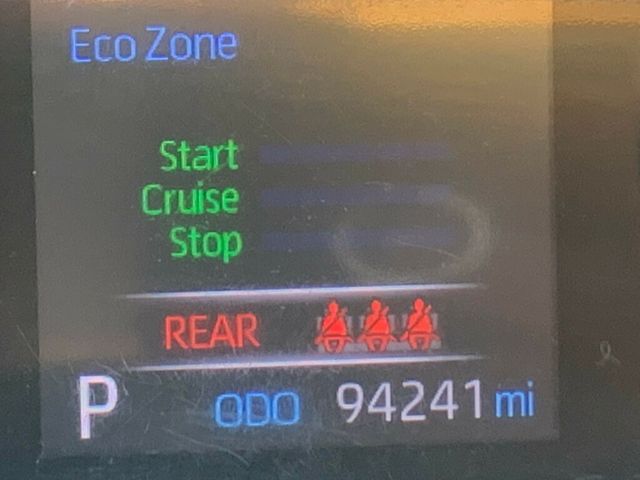 Eco Zone
Start
Cruise
Stop
REAR
P ODO 94241 mi